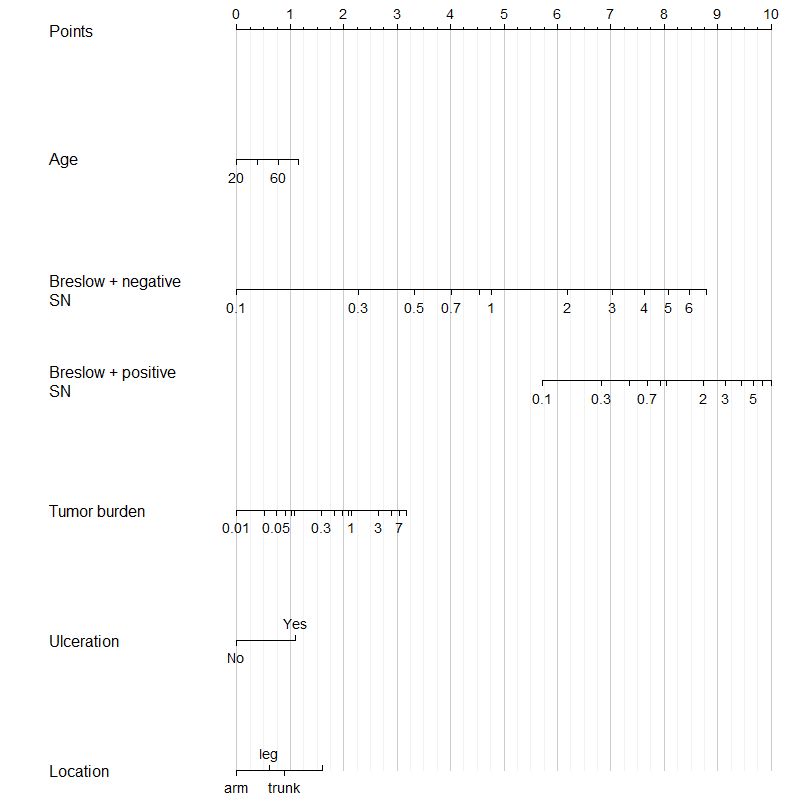 0 1 2 3 4 5 6 7 8 9 10
Points
Age
20 60
Breslow + negative
SN
0.1 0.3 0.5 0.7 1 2 3 4 5 6
Breslow + positive
SN
0.1 0.3 0.7 2 3 5
Tumor burden
0.01 0.05 0.3 1 3 7
Yes
Ulceration
No
leg
Location
arm trunk